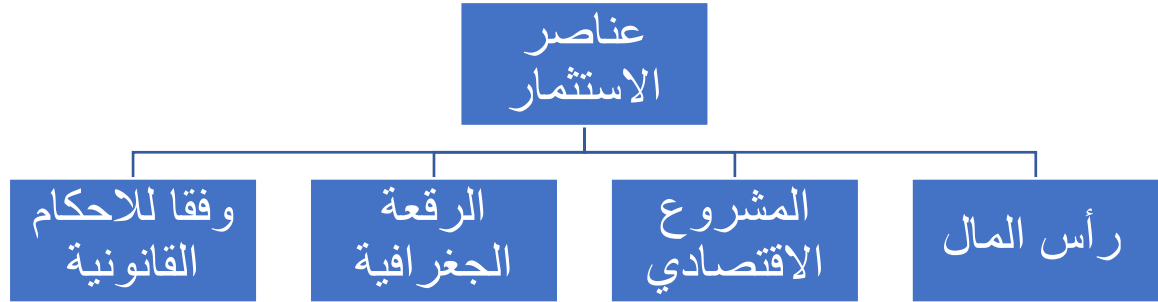 عناصر
الاستثمار
رأس المال
المشروع
الاقتصادي
الرقعة
الجغرافية
وفقا للاحكام
القانونية